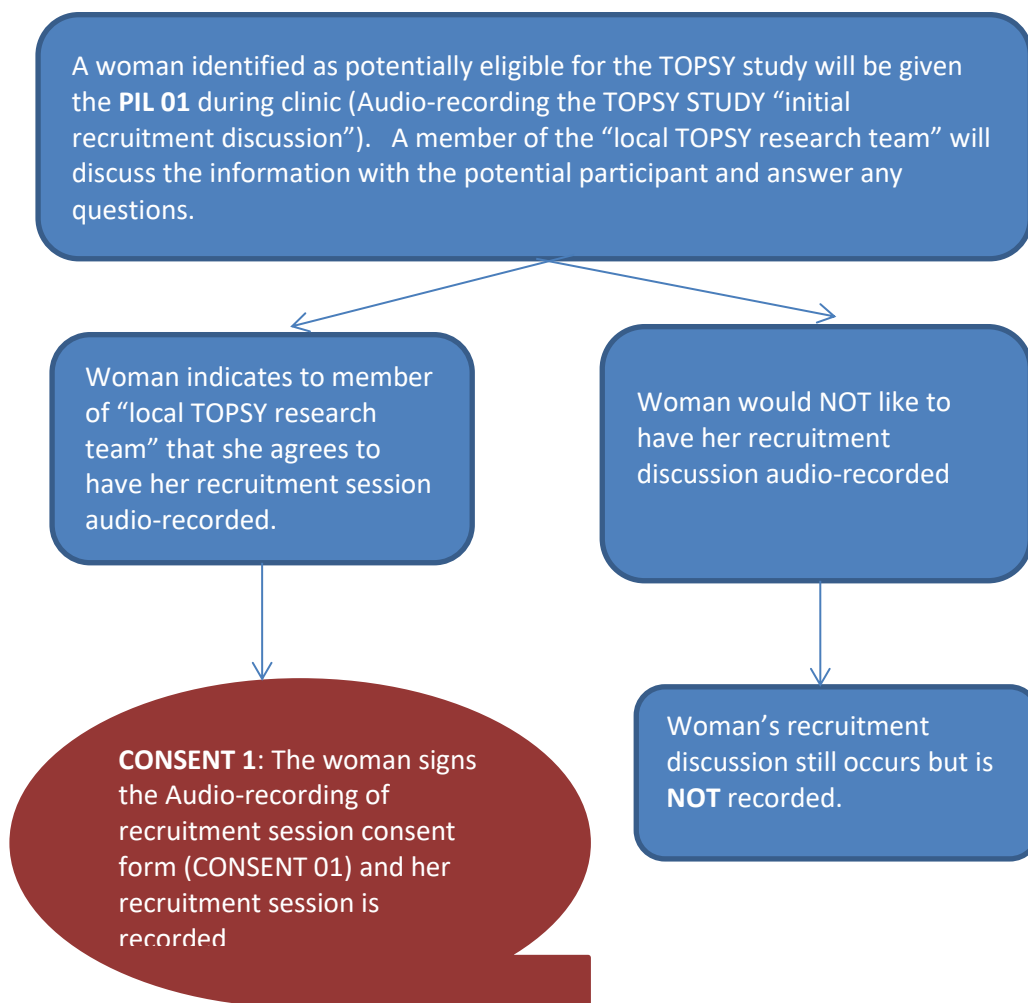 A woman identified as potentially eligible for the TOPSY study will be given
the PIL 01 during clinic (Audio-recording the TOPSY STUDY “initial
recruitment discussion”). A member of the “local TOPSY research team” will
discuss the information with the potential participant and answer any
questions.
Woman indicates to member
of “local TOPSY research
team” that she agrees to
have her recruitment session
audio-recorded.
Woman would NOT like to
have her recruitment
discussion audio-recorded
CONSENT 1: The woman signs
the Audio-recording of
recruitment session consent
form (CONSENT 01) and her
recruitment session is
recorded
Woman’s recruitment
discussion still occurs but is
NOT recorded.